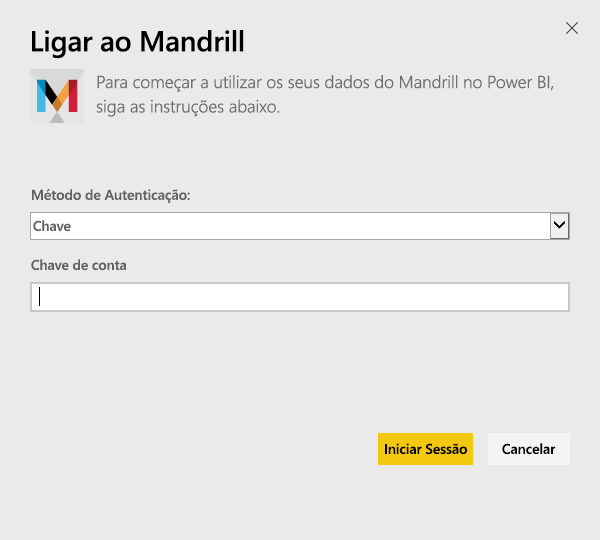 Ligar ao Mandrill
Para começar a utilizar os seus dados do Mandrill no Power BI,
siga as instruções abaixo.
Método de Autenticação:
Chave
Chave de conta
Iniciar Sessão
Cancelar